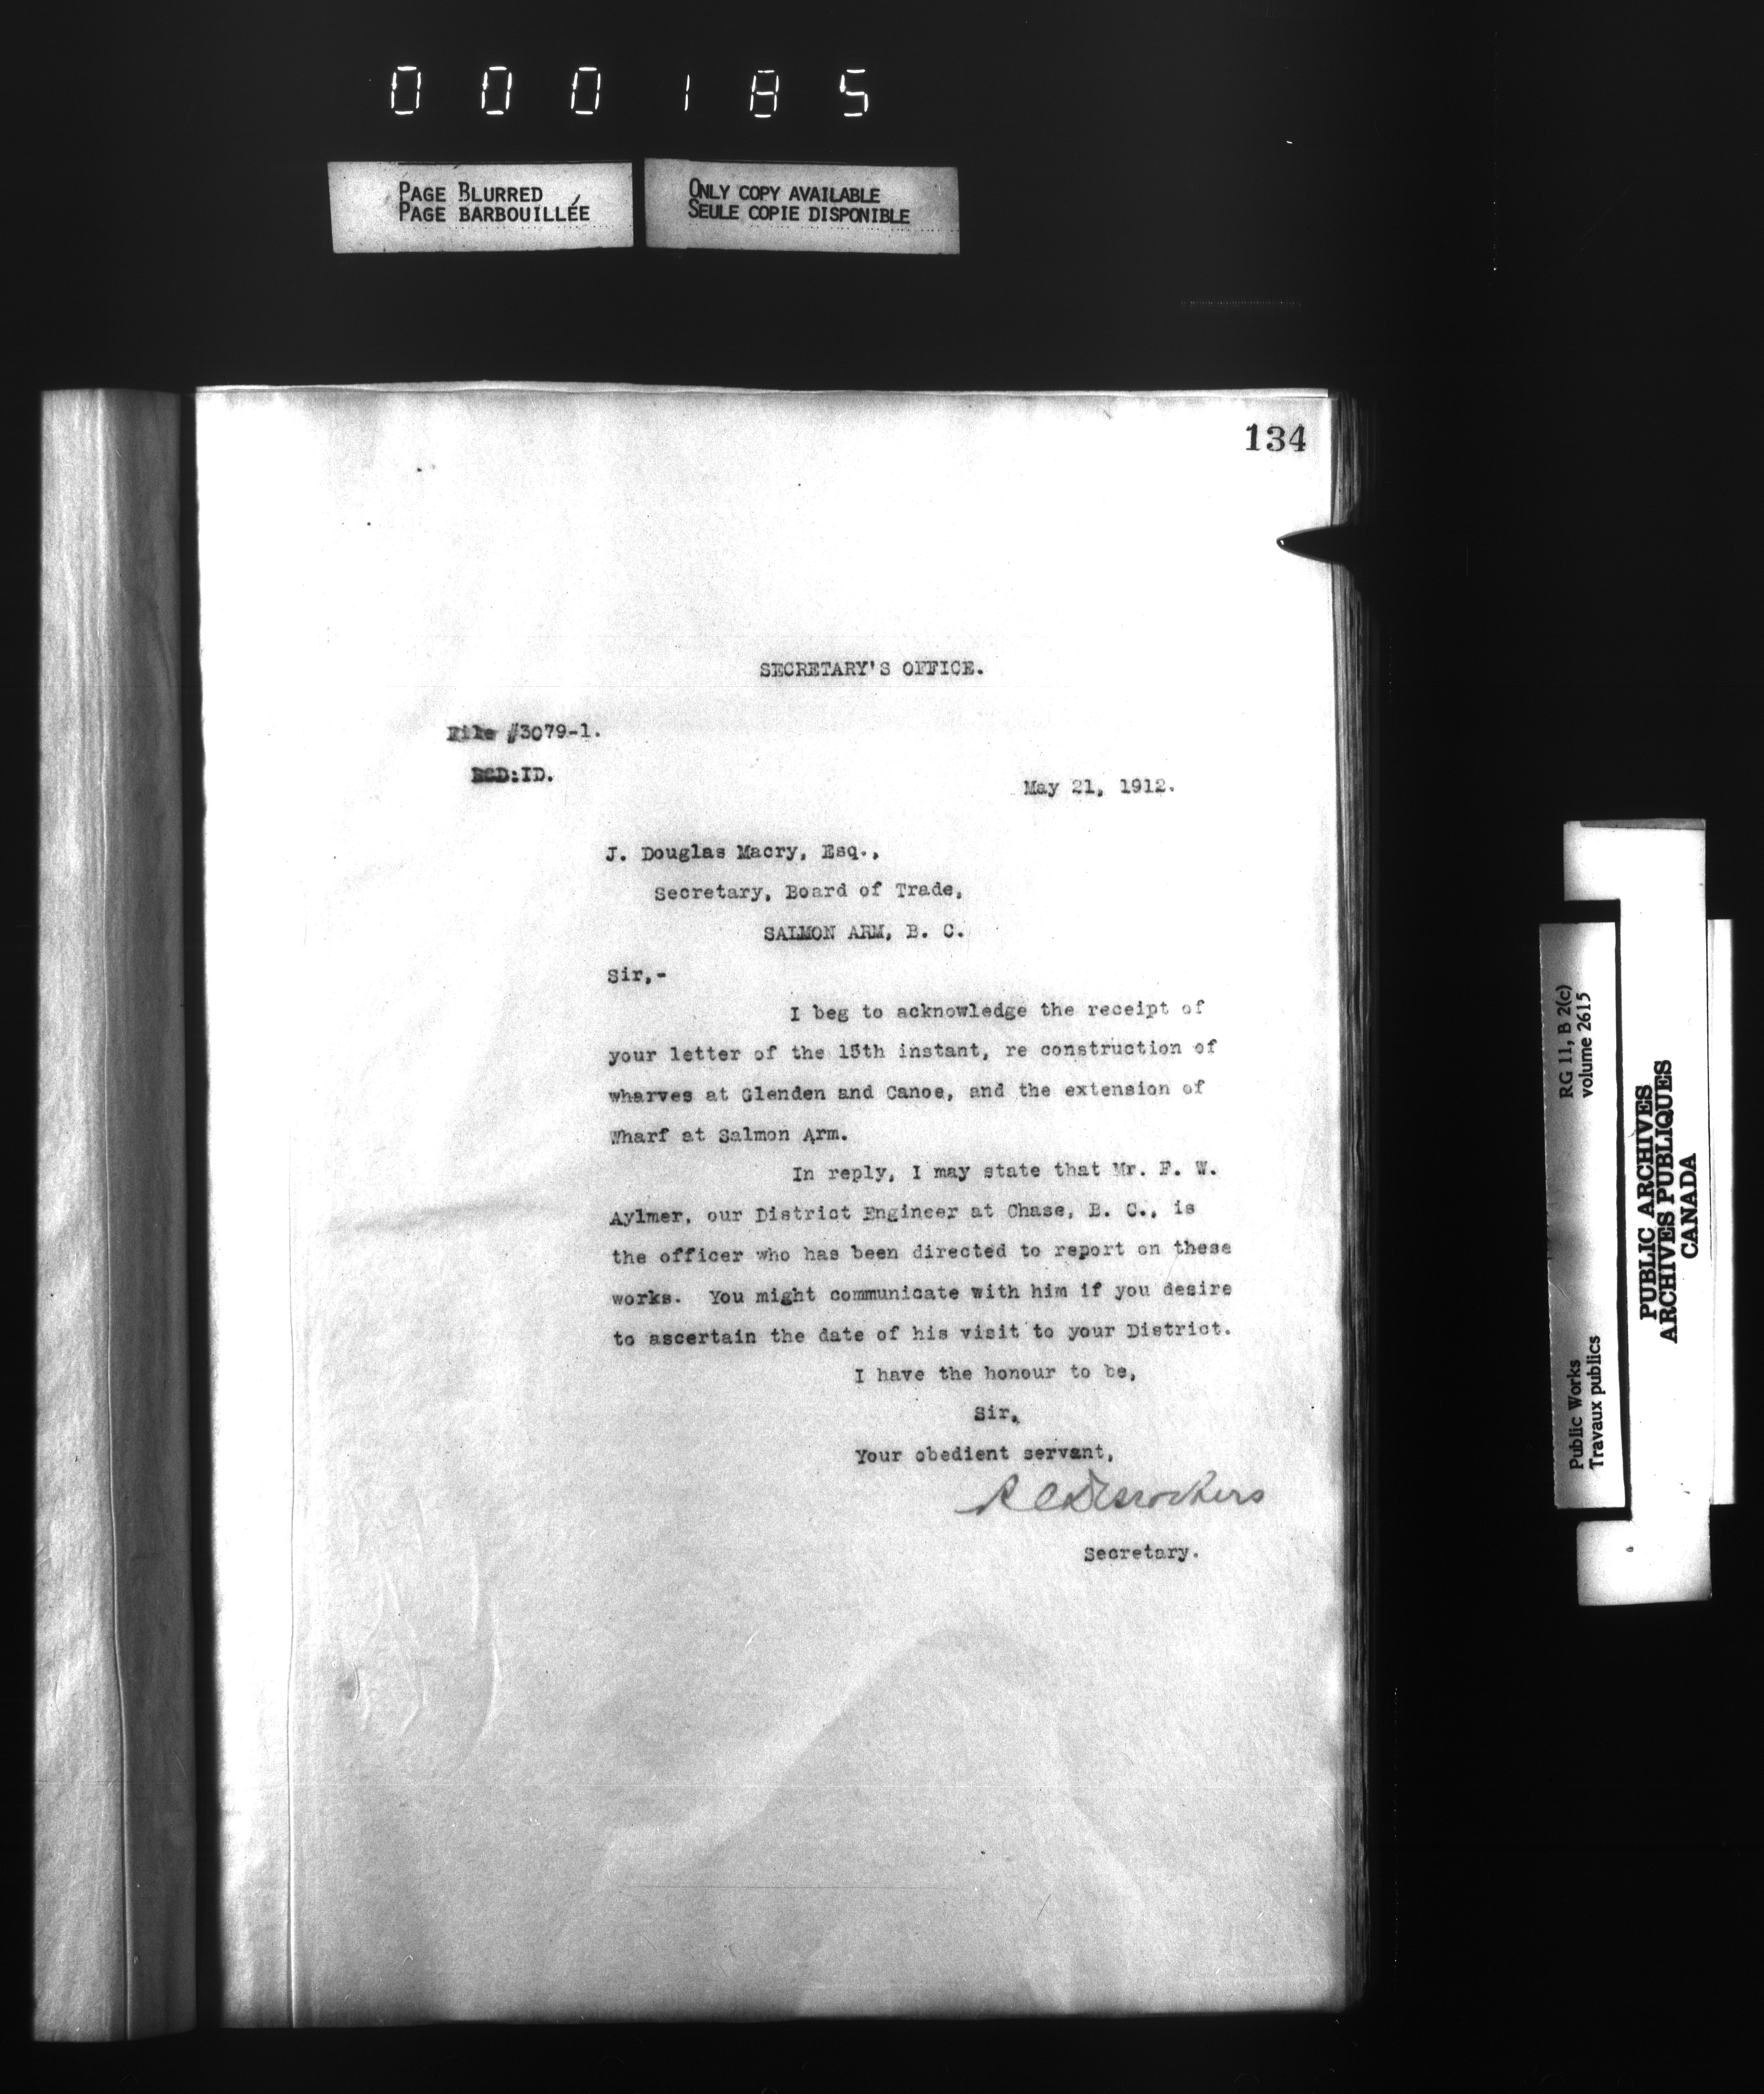 000185
PAGE BLURRED
PAGE BARBOUILLÉE
ONLY COPY AVAILABLE
SEULE COPIE DISPONIBLE
134
SECRETARY'S OFFICE.
File #3079-1.
RCD:ID.
May 21, 1912.
J. Douglas Macry, Esq.,
Secretary, Board of Trade,
SALMON ARM, B. C.
Sir,-
I beg to acknowledge the receipt of
your letter of the 15th instant, re construction of
wharves at Glenden and Canoe, and the extension of
Wharf at Salmon Arm.
In reply, I may state that Mr. F. W.
Aylmer, our District Engineer at Chase, B. C., is
the officer who has been directed to report on these
works. You might communicate with him if you desire
to ascertain the date of his visit to your District.
I have the honour to be,
Sir,
Your obedient servant,
R C Desrochers
Secretary.
RG 11, B 2(c)
volume 2615
Public Works
Travaux publics
PUBLIC ARCHIVES
ARCHIVES PUBLIQUES
CANADA